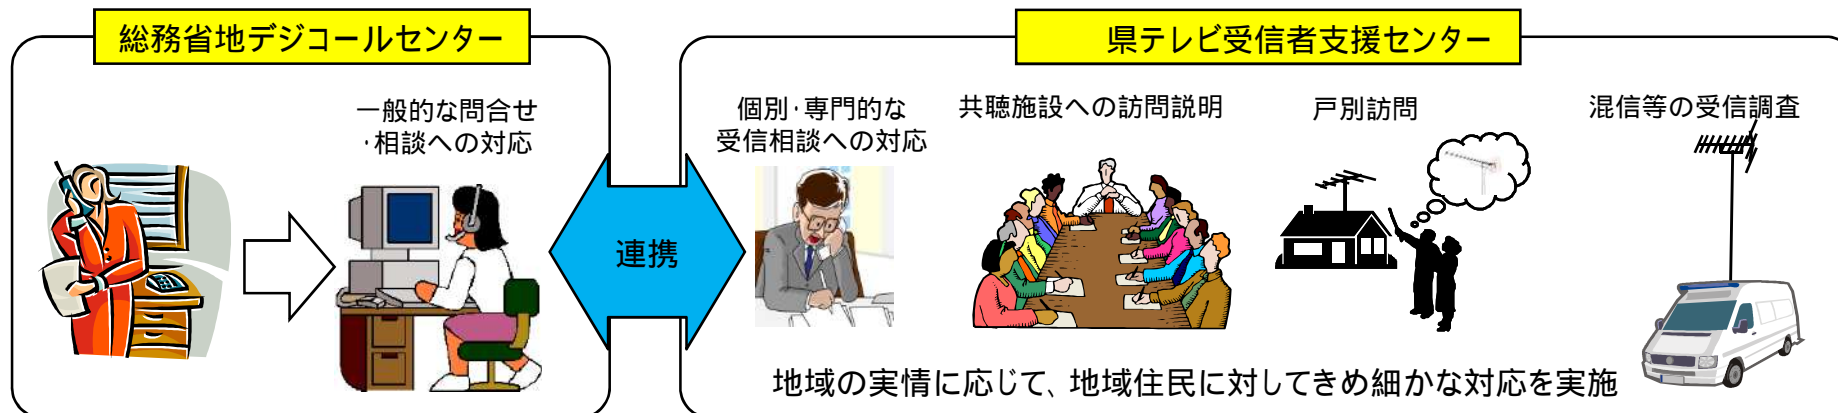 総務省地デジコールセンター
一般的な問合せ
･相談への対応
連携
県テレビ受信者支援センター
個別･専門的な
受信相談への対応
共聴施設への訪問説明
戸別訪問
混信等の受信調査
地域の実情に応じて、地域住民に対してきめ細かな対応を実施